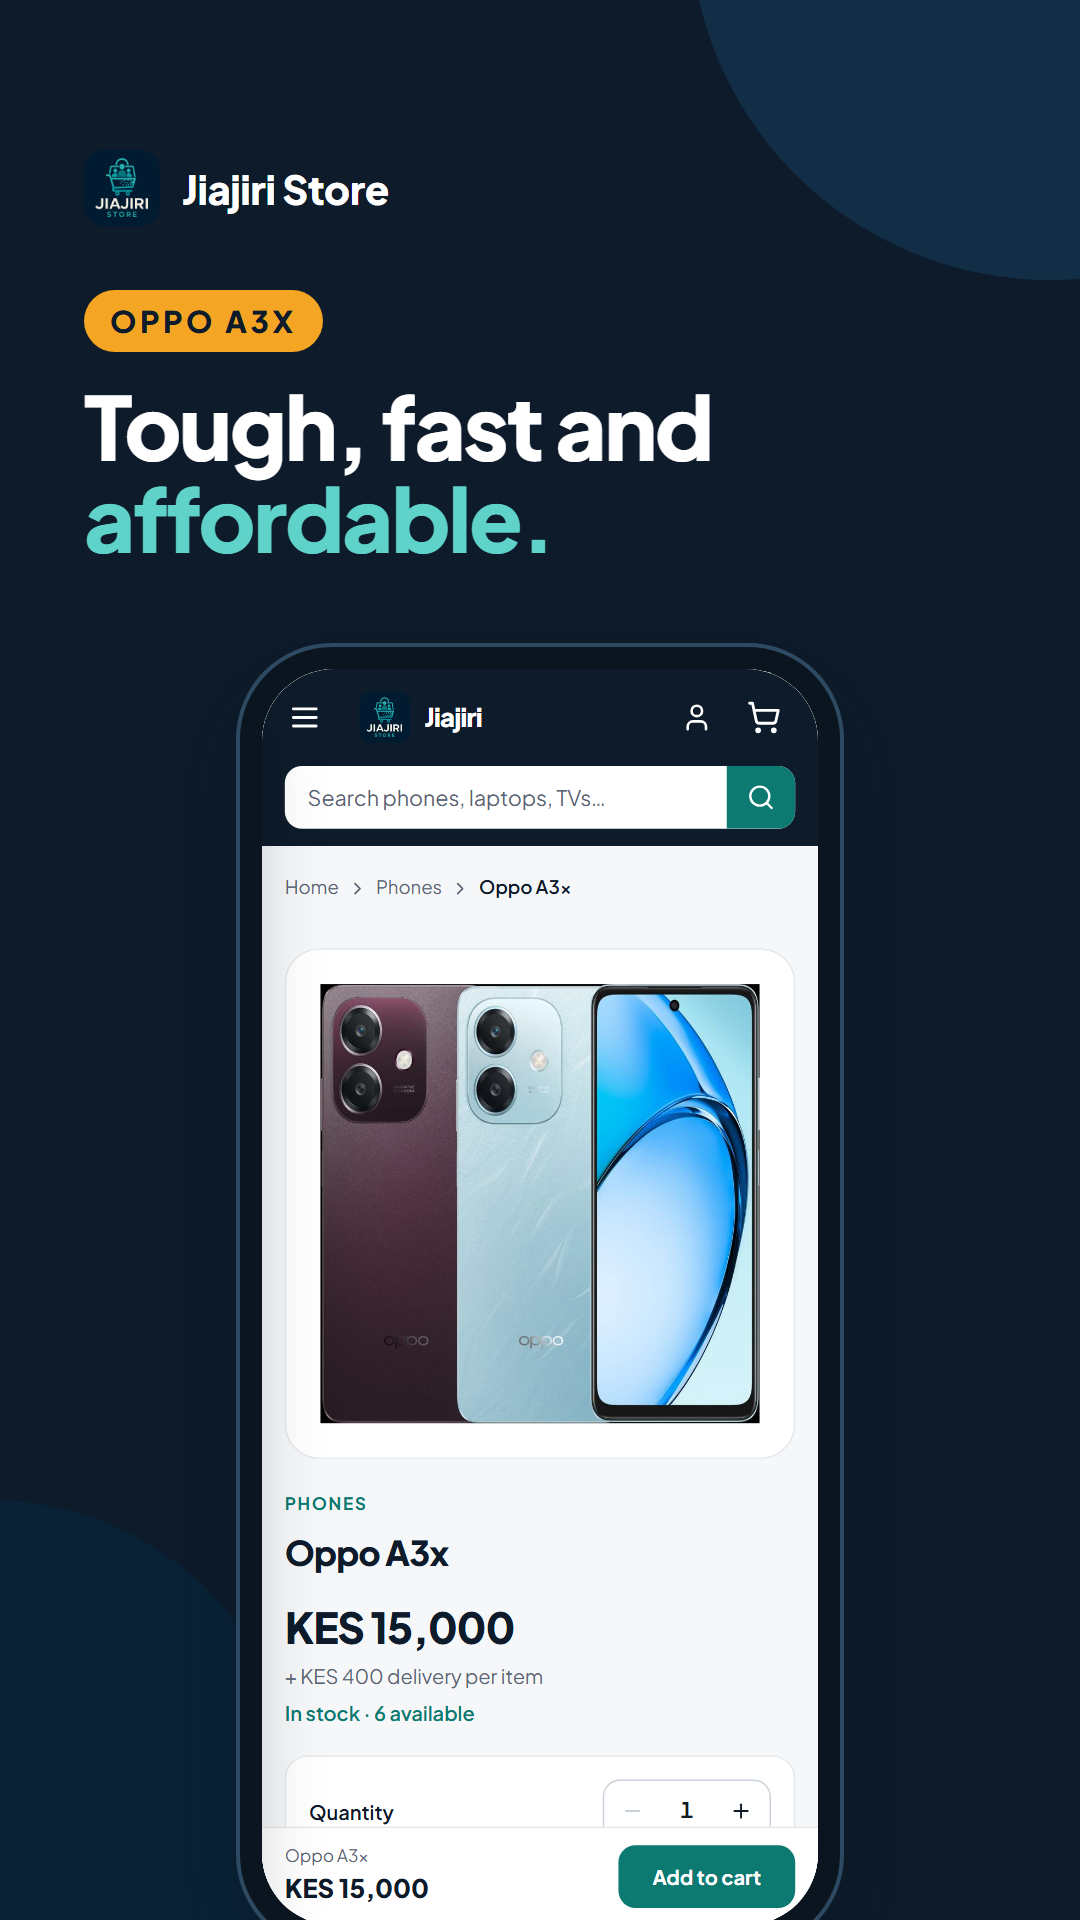 JIAJIRI
STORE
Jiajiri Store
OPPO A3X
Tough, fast and
affordable.
JIAJIRI
STORE
Jiajiri
Search phones, laptops, TVs...
Home > Phones > Oppo A3x
oppo
oppo
PHONES
Oppo A3x
KES 15,000
+ KES 400 delivery per item
In stock · 6 available
Quantity
− 1 +
Oppo A3x
KES 15,000
Add to cart